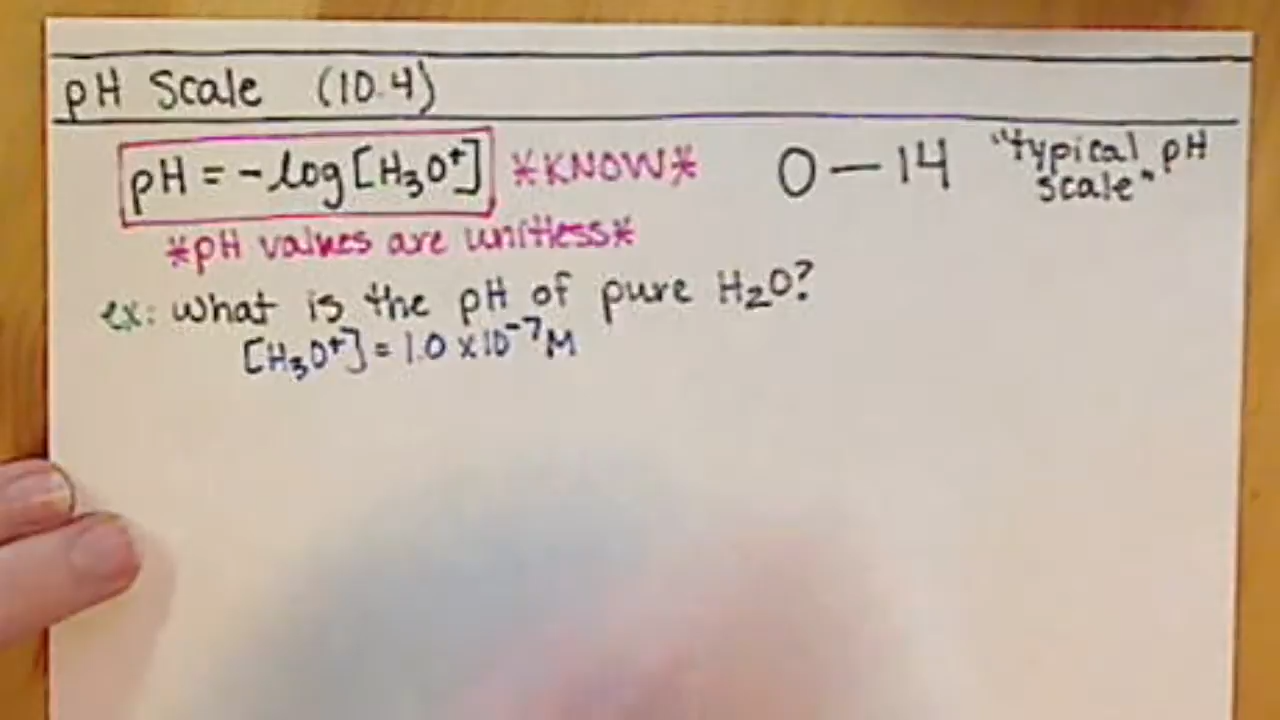 pH Scale (10.4)
pH = -log[H₃O⁺] *KNOW* 0 — 14 "typical pH
scale"
*pH values are unitless*
ex: What is the pH of pure H₂O?
[H₃O⁺] = 1.0 x 10⁻⁷ M